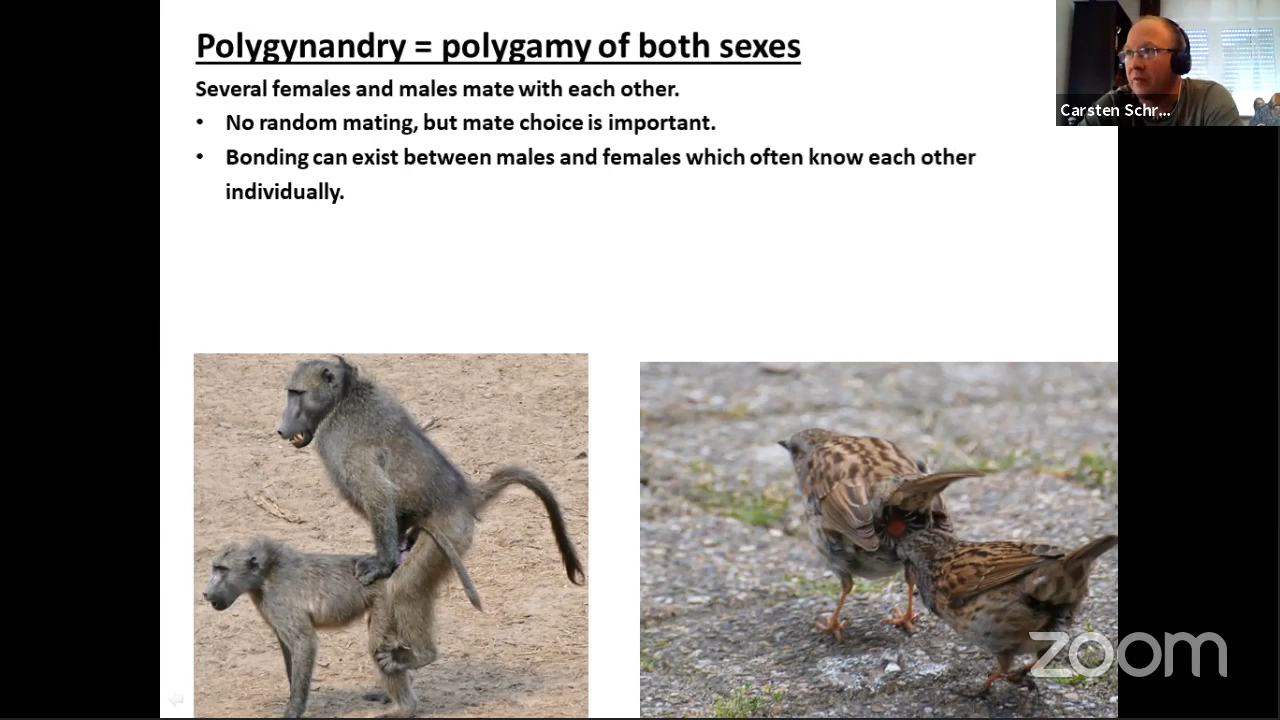 Polygynandry = polygamy of both sexes
Several females and males mate with each other.
• No random mating, but mate choice is important.
• Bonding can exist between males and females which often know each other
individually.
Carsten Schr...
zoom